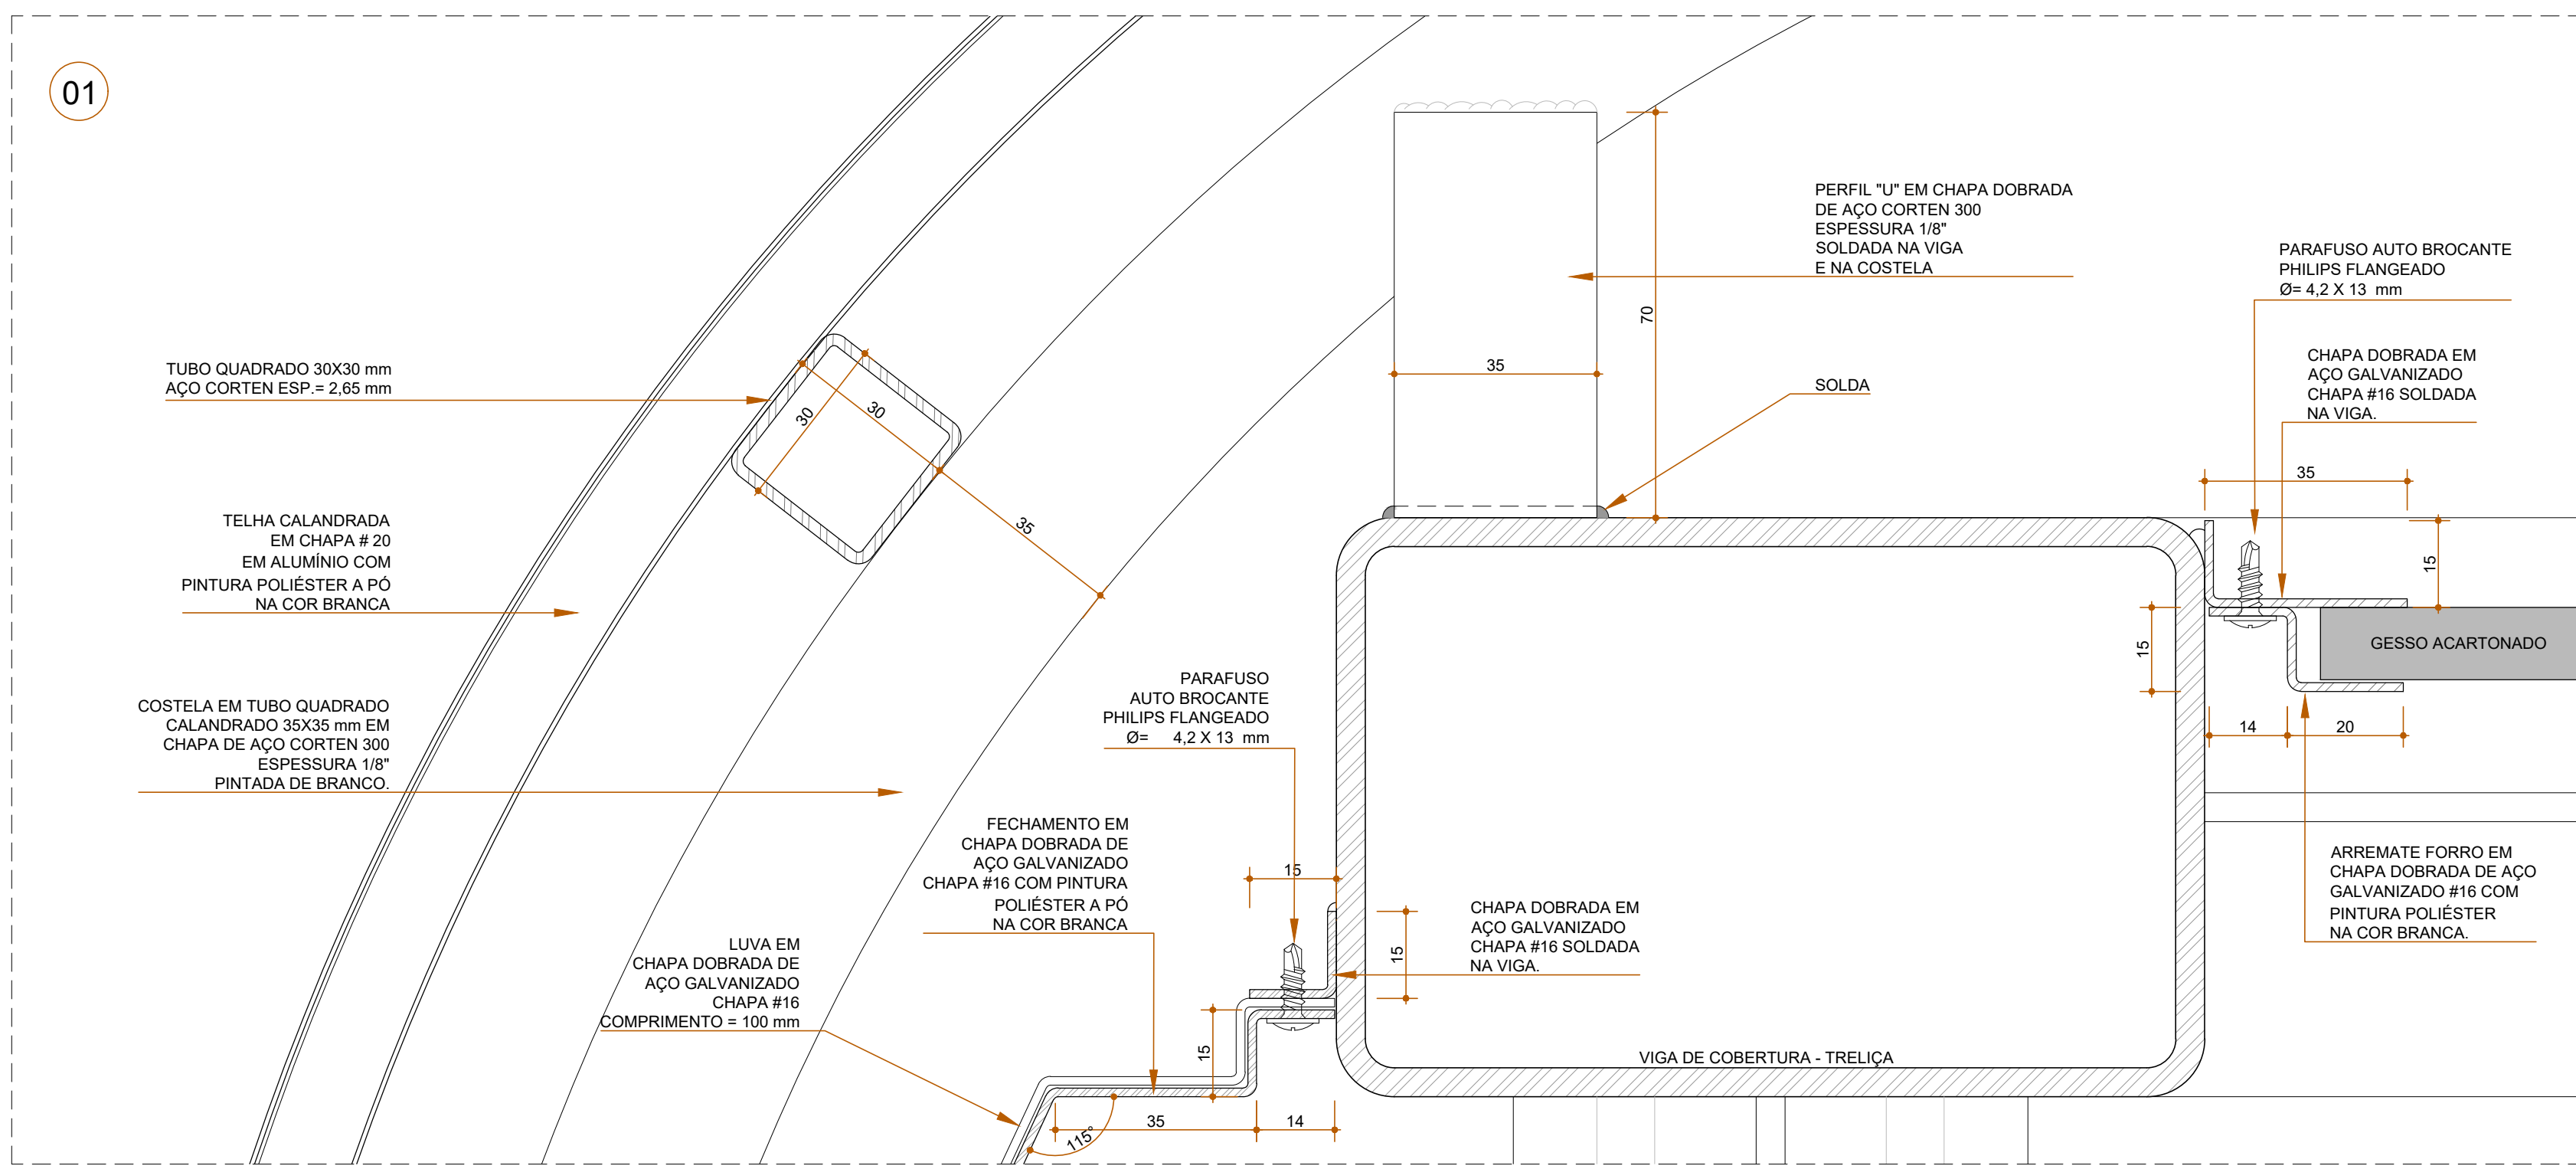 01
PERFIL "U" EM CHAPA DOBRADA
DE AÇO CORTEN 300
ESPESSURA 1/8"
SOLDADA NA VIGA
E NA COSTELA
PARAFUSO AUTO BROCANTE
PHILIPS FLANGEADO
Ø= 4,2 X 13 mm
70
TUBO QUADRADO 30X30 mm
AÇO CORTEN ESP.= 2,65 mm
30
30
35
35
SOLDA
CHAPA DOBRADA EM
AÇO GALVANIZADO
CHAPA #16 SOLDADA
NA VIGA.
35
15
TELHA CALANDRADA
EM CHAPA # 20
EM ALUMÍNIO COM
PINTURA POLIÉSTER A PÓ
NA COR BRANCA
15
GESSO ACARTONADO
14
20
COSTELA EM TUBO QUADRADO
CALANDRADO 35X35 mm EM
CHAPA DE AÇO CORTEN 300
ESPESSURA 1/8"
PINTADA DE BRANCO.
PARAFUSO
AUTO BROCANTE
PHILIPS FLANGEADO
Ø= 4,2 X 13 mm
FECHAMENTO EM
CHAPA DOBRADA DE
AÇO GALVANIZADO
CHAPA #16 COM PINTURA
POLIÉSTER A PÓ
NA COR BRANCA
15
CHAPA DOBRADA EM
AÇO GALVANIZADO
CHAPA #16 SOLDADA
NA VIGA.
15
ARREMATE FORRO EM
CHAPA DOBRADA DE AÇO
GALVANIZADO #16 COM
PINTURA POLIÉSTER
NA COR BRANCA.
LUVA EM
CHAPA DOBRADA DE
AÇO GALVANIZADO
CHAPA #16
COMPRIMENTO = 100 mm
15
VIGA DE COBERTURA - TRELIÇA
115°
35
14